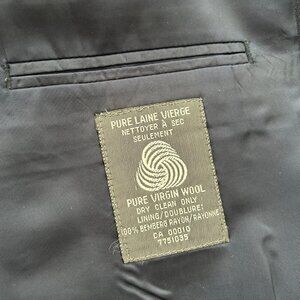 PURE LAINE VIERGE
NETTOYER À SEC
SEULEMENT
PURE VIRGIN WOOL
DRY CLEAN ONLY
LINING/DOUBLURE:
100% BEMBERG RAYON/RAYONNE
CA 00010
7751035